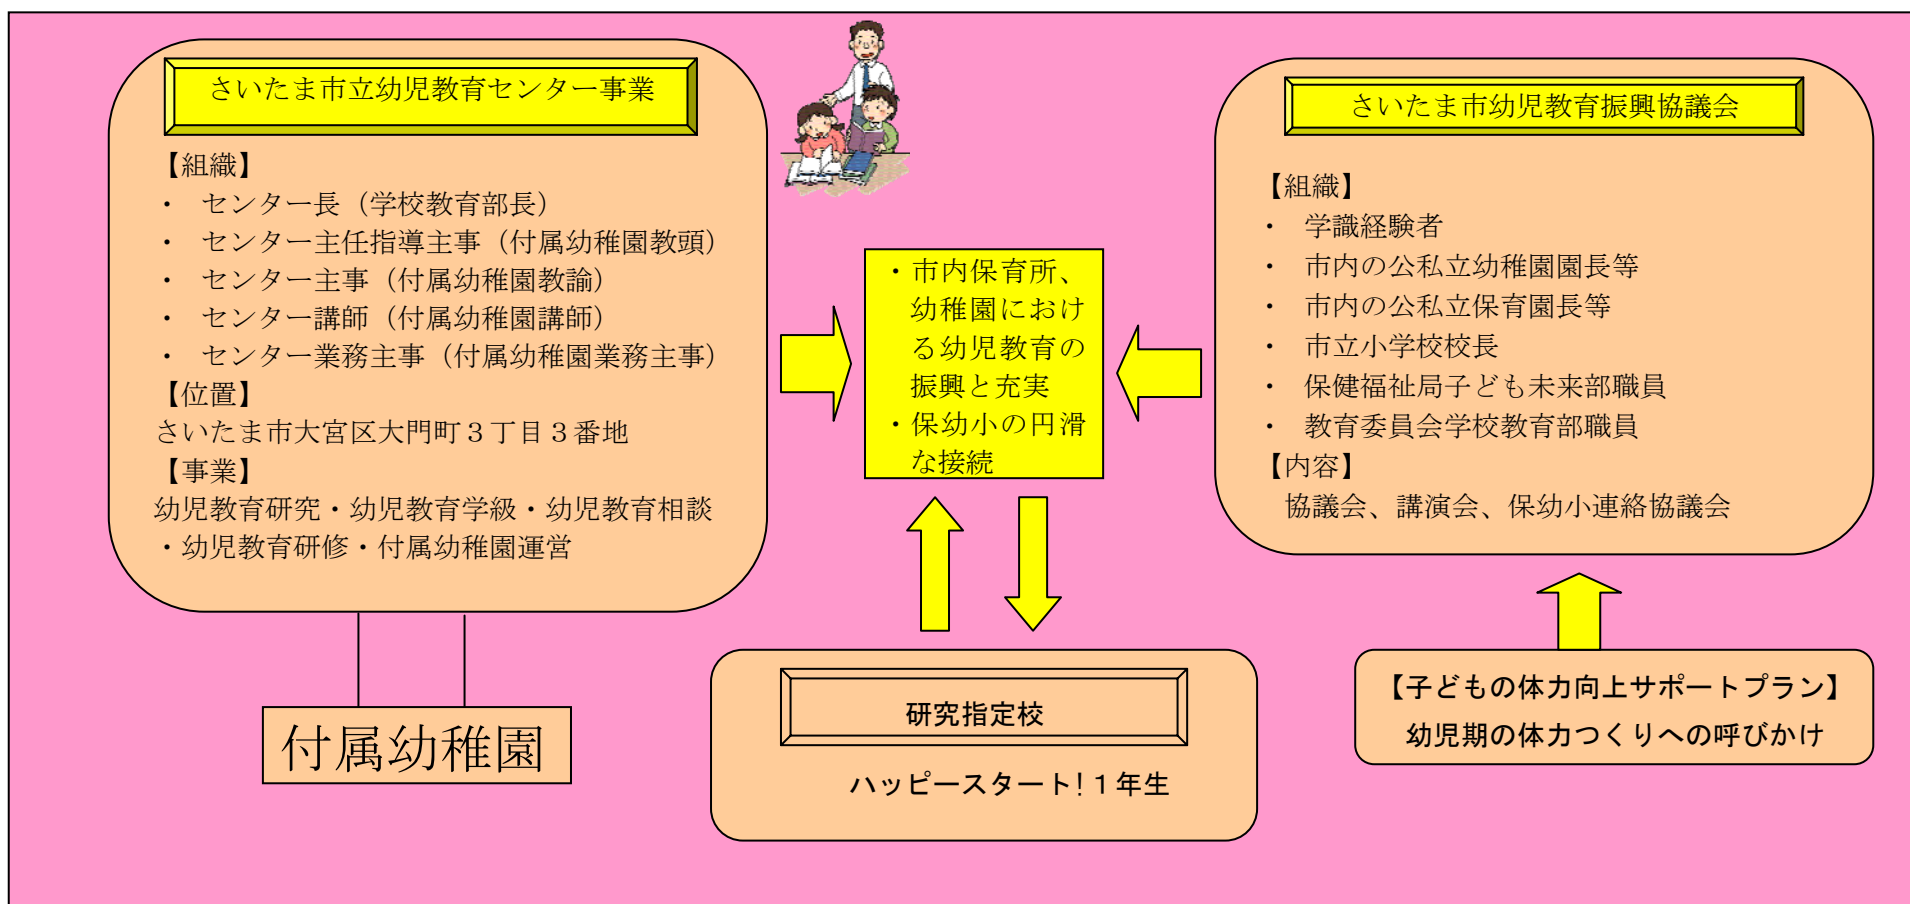 さいたま市立幼児教育センター事業
【組織】
・ センター長（学校教育部長）
・ センター主任指導主事（付属幼稚園教頭）
・ センター主事（付属幼稚園教諭）
・ センター講師（付属幼稚園講師）
・ センター業務主事（付属幼稚園業務主事）
【位置】
さいたま市大宮区大門町３丁目３番地
【事業】
幼児教育研究・幼児教育学級・幼児教育相談
・幼児教育研修・付属幼稚園運営
付属幼稚園
・市内保育所、
幼稚園におけ
る幼児教育の
振興と充実
・保幼小の円滑
な接続
研究指定校
ハッピースタート！１年生
さいたま市幼児教育振興協議会
【組織】
・ 学識経験者
・ 市内の公私立幼稚園園長等
・ 市内の公私立保育園長等
・ 市立小学校校長
・ 保健福祉局子ども未来部職員
・ 教育委員会学校教育部職員
【内容】
協議会、講演会、保幼小連絡協議会
【子どもの体力向上サポートプラン】
幼児期の体力つくりへの呼びかけ